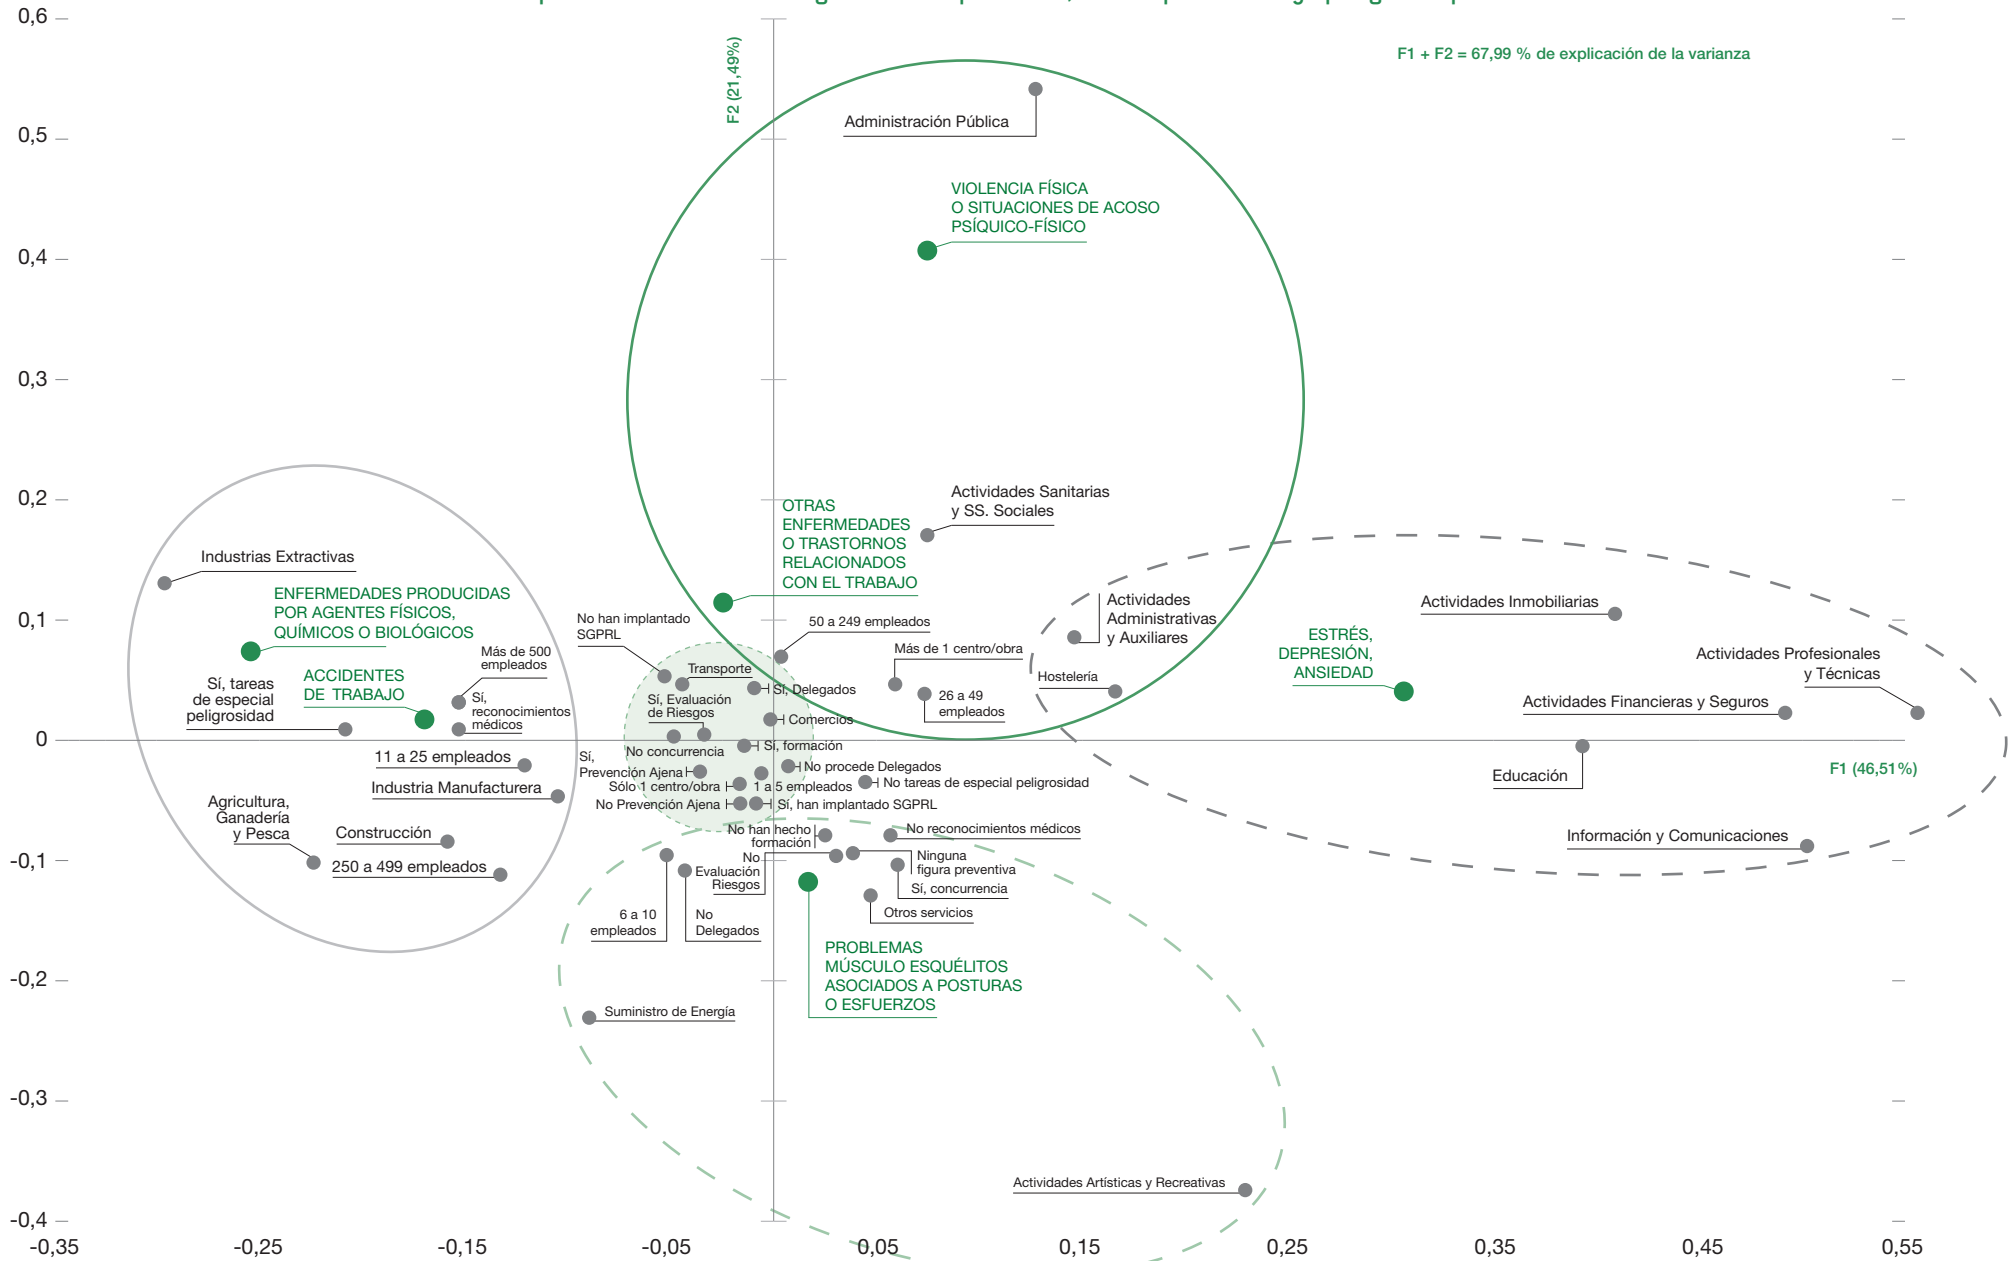 0,6
F2 (21,49%)
F1 + F2 = 67,99 % de explicación de la varianza
Administración Pública
0,5
VIOLENCIA FÍSICA
O SITUACIONES DE ACOSO
PSÍQUICO-FÍSICO
0,4
0,3
0,2
Actividades Sanitarias
y SS. Sociales
OTRAS
ENFERMEDADES
O TRASTORNOS
RELACIONADOS
CON EL TRABAJO
Industrias Extractivas
ENFERMEDADES PRODUCIDAS
POR AGENTES FÍSICOS,
QUÍMICOS O BIOLÓGICOS
0,1
No han implantado
SGPRL
50 a 249 empleados
Actividades
Administrativas
y Auxiliares
Actividades Inmobiliarias
ESTRÉS,
DEPRESIÓN,
ANSIEDAD
Más de 500
empleados
Más de 1 centro/obra
Actividades Profesionales
y Técnicas
ACCIDENTES
DE TRABAJO
Sí, tareas
de especial
peligrosidad
Sí,
reconocimientos
médicos
Transporte
Sí, Delegados
Hostelería
Sí, Evaluación
de Riesgos
26 a 49
empleados
Actividades Financieras y Seguros
Comercios
0
No concurrencia
Sí, formación
11 a 25 empleados
Sí,
Prevención Ajena
No procede Delegados
F1 (46,51%)
Educación
Industria Manufacturera
Sólo 1 centro/obra
1 a 5 empleados
No tareas de especial peligrosidad
No Prevención Ajena
Sí, han implantado SGPRL
Agricultura,
Ganadería
y Pesca
Construcción
No han hecho
formación
No reconocimientos médicos
Información y Comunicaciones
-0,1
250 a 499 empleados
No
Evaluación
Riesgos
Ninguna
figura preventiva
Sí, concurrencia
6 a 10
empleados
No
Delegados
Otros servicios
PROBLEMAS
MÚSCULO ESQUÉLITOS
ASOCIADOS A POSTURAS
O ESFUERZOS
-0,2
Suministro de Energía
-0,3
Actividades Artísticas y Recreativas
-0,4
-0,35
-0,25
-0,15
-0,05
0,05
0,15
0,25
0,35
0,45
0,55